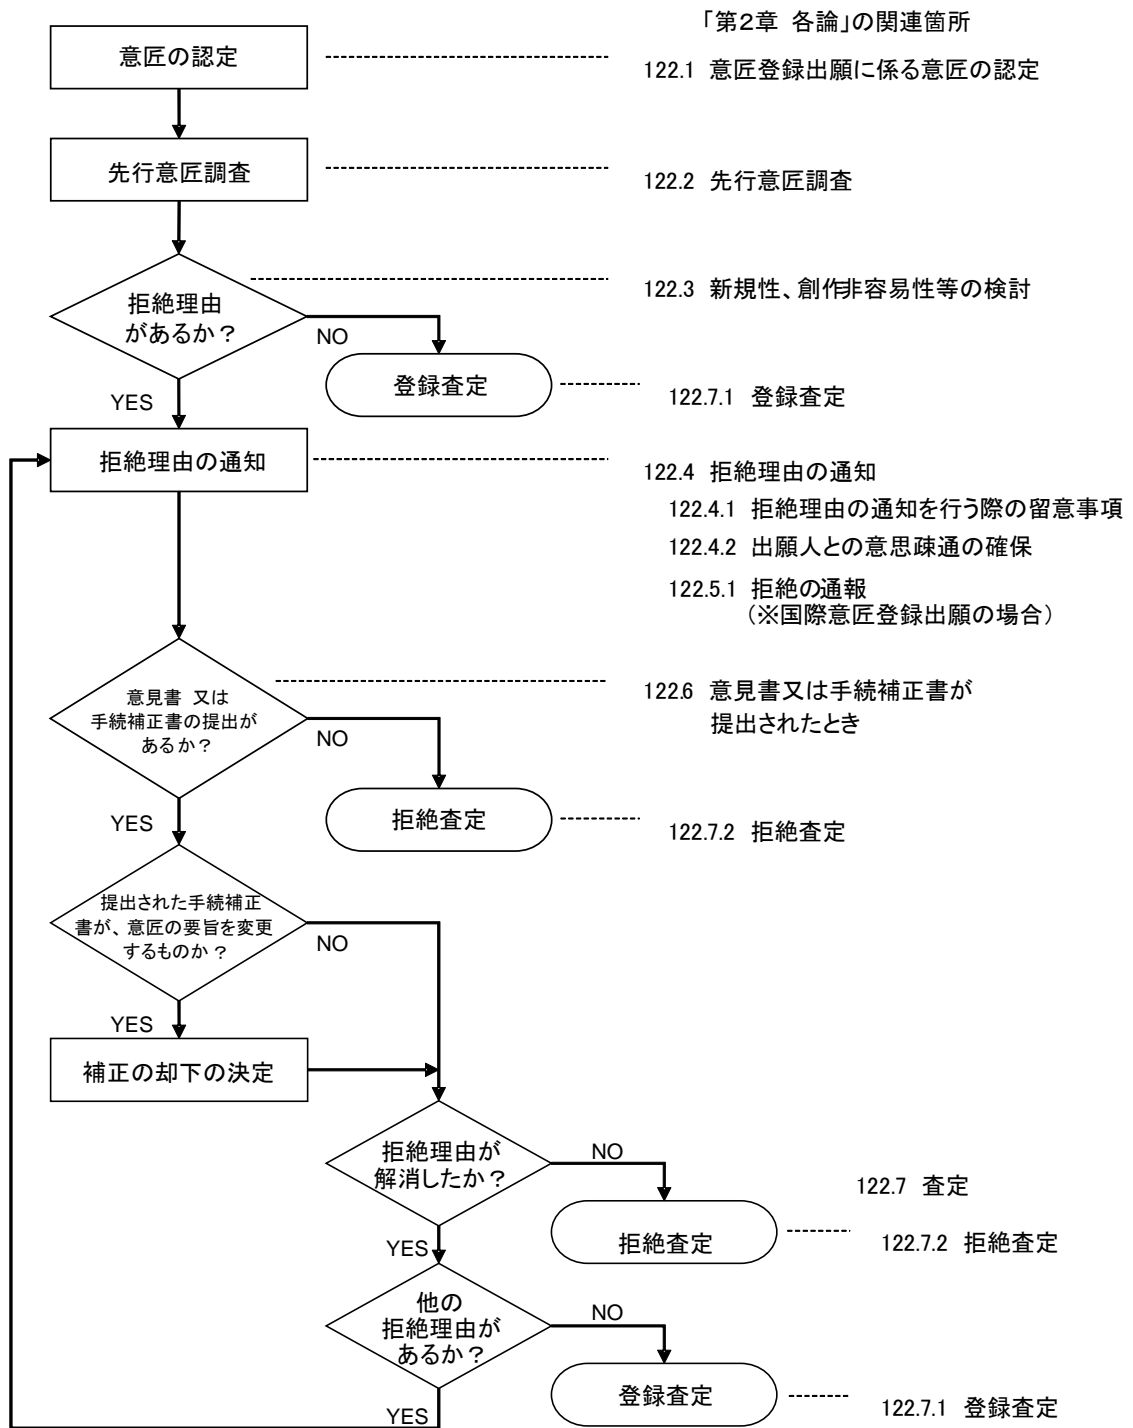 「第2章 各論」の関連箇所
意匠の認定
122.1 意匠登録出願に係る意匠の認定
先行意匠調査
122.2 先行意匠調査
122.3 新規性、創作非容易性等の検討
拒絶理由
があるか？
NO
登録査定
122.7.1 登録査定
YES
拒絶理由の通知
122.4 拒絶理由の通知
122.4.1 拒絶理由の通知を行う際の留意事項
122.4.2 出願人との意思疎通の確保
122.5.1 拒絶の通報
（※国際意匠登録出願の場合）
意見書 又は
手続補正書の提出が
あるか？
122.6 意見書又は手続補正書が
提出されたとき
NO
拒絶査定
122.7.2 拒絶査定
YES
提出された手続補正
書が、意匠の要旨を変更
するものか？
NO
YES
補正の却下の決定
拒絶理由が
解消したか？
NO
122.7 査定
拒絶査定
122.7.2 拒絶査定
YES
他の
拒絶理由が
あるか？
NO
登録査定
122.7.1 登録査定
YES